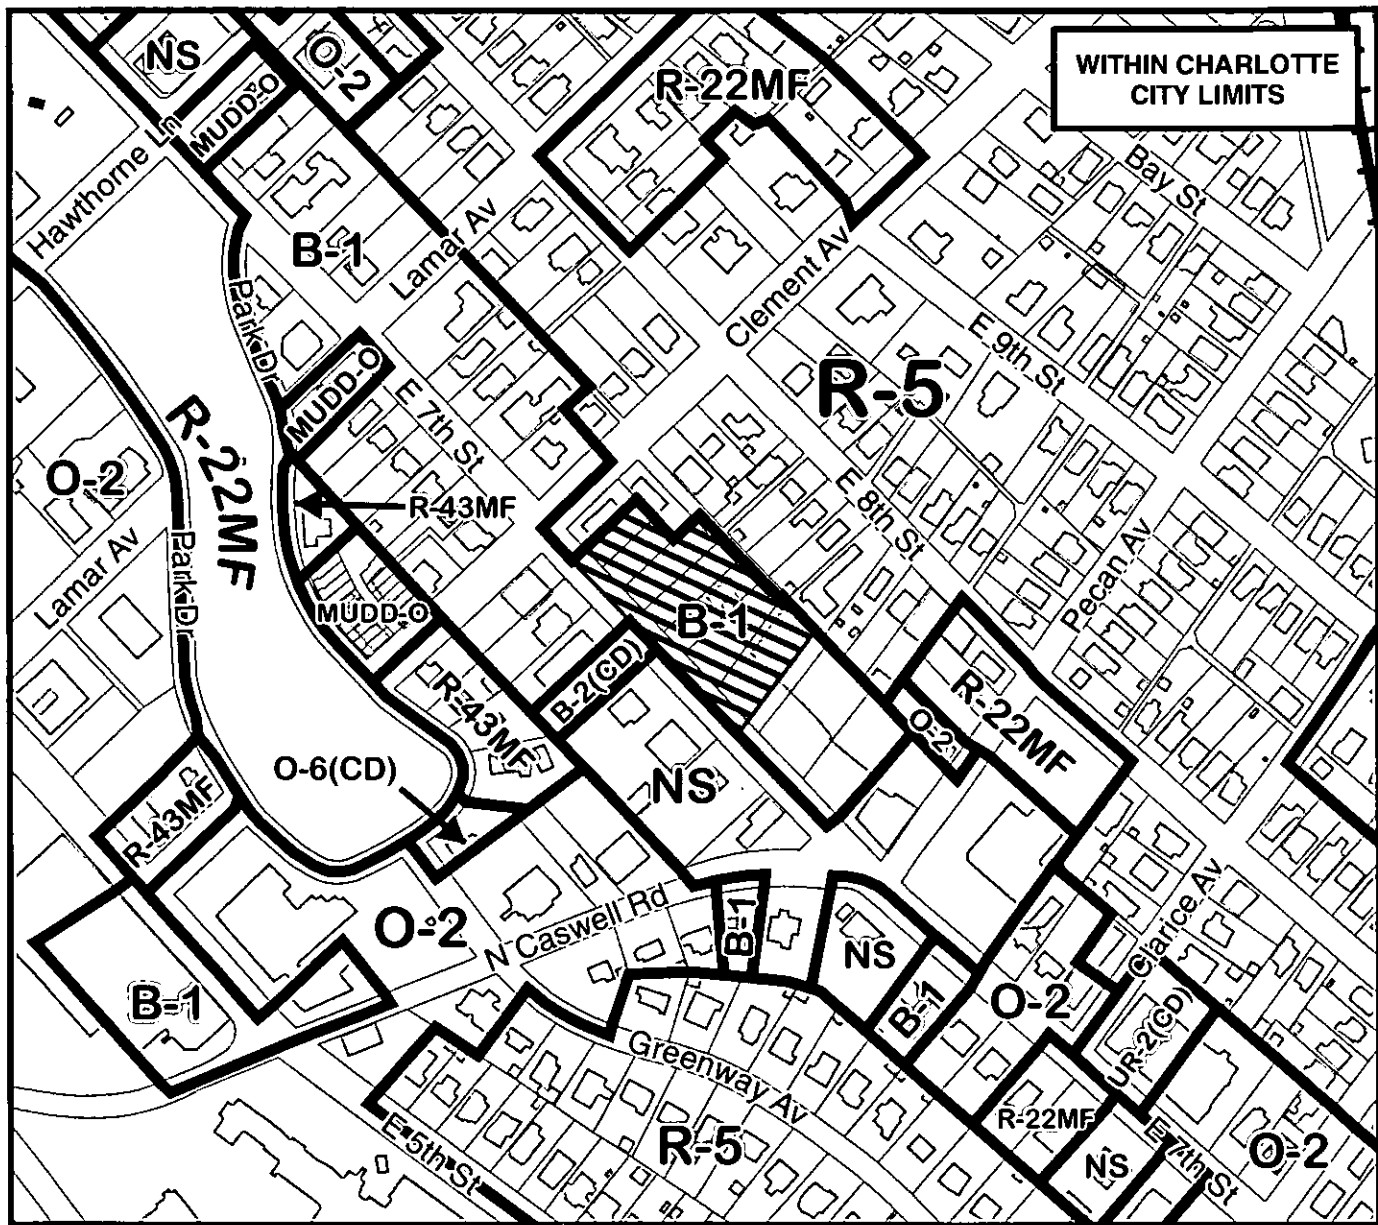 NS
O-2
R-22MF
WITHIN CHARLOTTE
CITY LIMITS
MUDD-O
Hawthorne Ln
Bay St
B-1
Lamar Av
Clement Av
Park Dr
E 9th St
MUDD-O
R-5
E 7th St
R-22MF
O-2
R-43MF
E 8th St
Lamar Av
Park Dr
Pecan Av
MUDD-O
B-1
B-2(CD)
R-43MF
R-22MF
O-2
O-6(CD)
NS
R-43MF
Clarice Av
O-2
N Caswell Rd
B-1
NS
B-1
B-1
O-2
Greenway Av
UR-2(CD)
R-22MF
E 5th St
R-5
NS
E 7th St
O-2